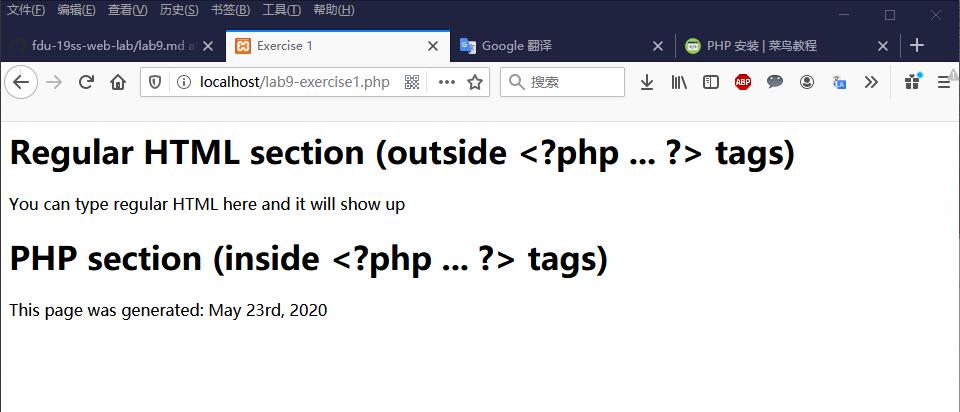 文件(F) 编辑(E) 查看(V) 历史(S) 书签(B) 工具(T) 帮助(H)
fdu-19ss-web-lab/lab9.md a Exercise 1 Google 翻译 PHP 安装 | 菜鸟教程
localhost/lab9-exercise1.php 搜索 ABP
Regular HTML section (outside <?php ... ?> tags)
You can type regular HTML here and it will show up
PHP section (inside <?php ... ?> tags)
This page was generated: May 23rd, 2020